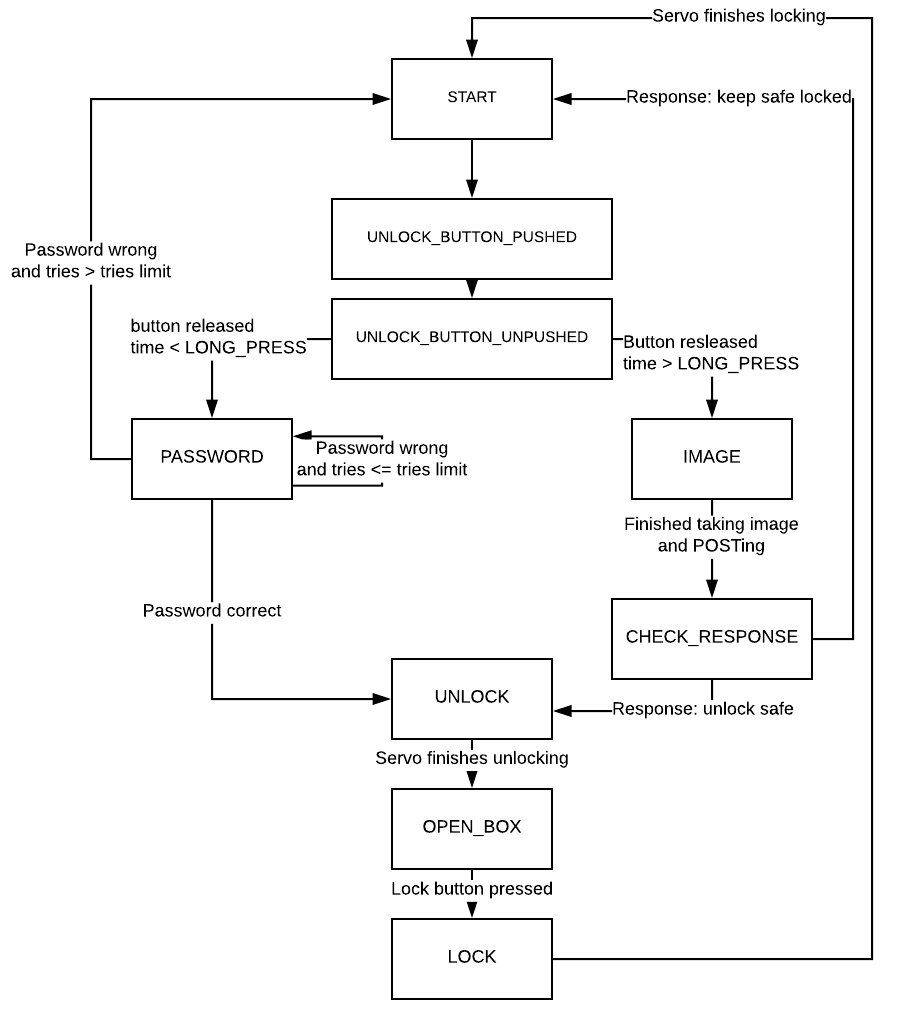 Servo finishes locking
START
Response: keep safe locked
UNLOCK_BUTTON_PUSHED
Password wrong
and tries > tries limit
button released
time < LONG_PRESS
UNLOCK_BUTTON_UNPUSHED
Button resleased
time > LONG_PRESS
PASSWORD
Password wrong
and tries <= tries limit
IMAGE
Finished taking image
and POSTing
Password correct
CHECK_RESPONSE
UNLOCK
Response: unlock safe
Servo finishes unlocking
OPEN_BOX
Lock button pressed
LOCK